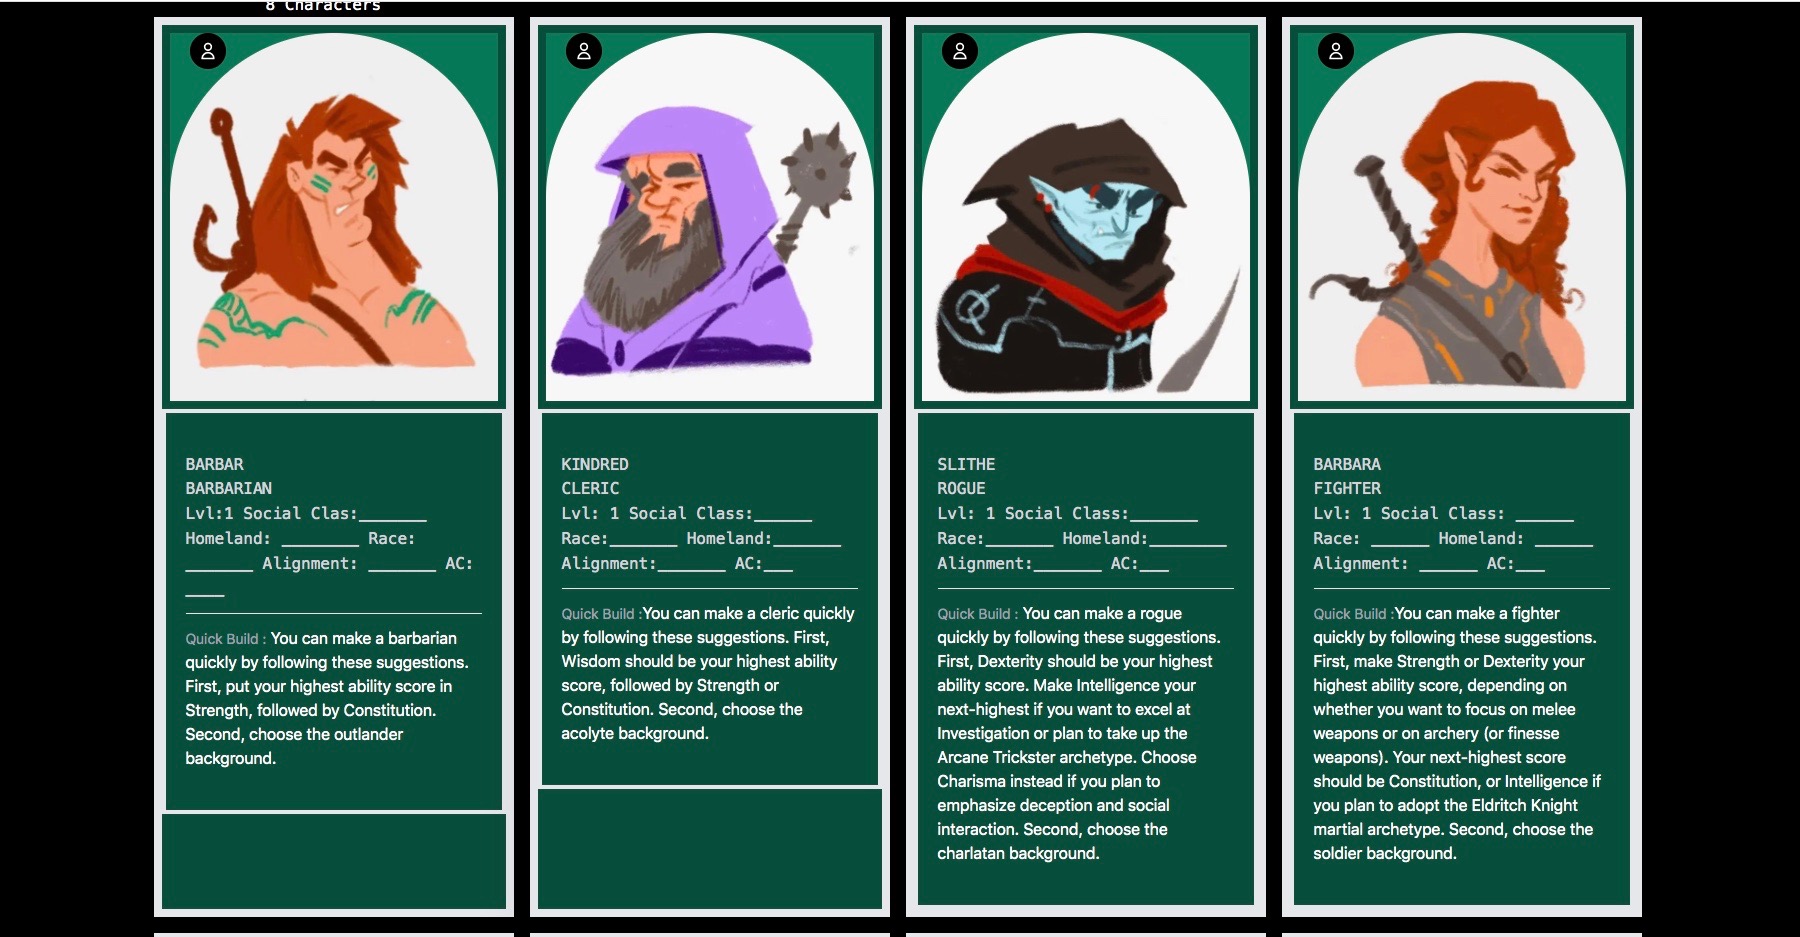 8 Characters
BARBAR
BARBARIAN
Lvl:1 Social Clas:_______
Homeland: ________ Race:
_______ Alignment: _______ AC:
____
Quick Build : You can make a barbarian
quickly by following these suggestions.
First, put your highest ability score in
Strength, followed by Constitution.
Second, choose the outlander
background.
KINDRED
CLERIC
Lvl: 1 Social Class:______
Race:_______ Homeland:_______
Alignment:_______ AC:___
Quick Build :You can make a cleric quickly
by following these suggestions. First,
Wisdom should be your highest ability
score, followed by Strength or
Constitution. Second, choose the
acolyte background.
SLITHE
ROGUE
Lvl: 1 Social Class:_______
Race:_______ Homeland:________
Alignment:_______ AC:___
Quick Build : You can make a rogue
quickly by following these suggestions.
First, Dexterity should be your highest
ability score. Make Intelligence your
next-highest if you want to excel at
Investigation or plan to take up the
Arcane Trickster archetype. Choose
Charisma instead if you plan to
emphasize deception and social
interaction. Second, choose the
charlatan background.
BARBARA
FIGHTER
Lvl: 1 Social Class: ______
Race: ______ Homeland: ______
Alignment: ______ AC:___
Quick Build :You can make a fighter
quickly by following these suggestions.
First, make Strength or Dexterity your
highest ability score, depending on
whether you want to focus on melee
weapons or on archery (or finesse
weapons). Your next-highest score
should be Constitution, or Intelligence if
you plan to adopt the Eldritch Knight
martial archetype. Second, choose the
soldier background.